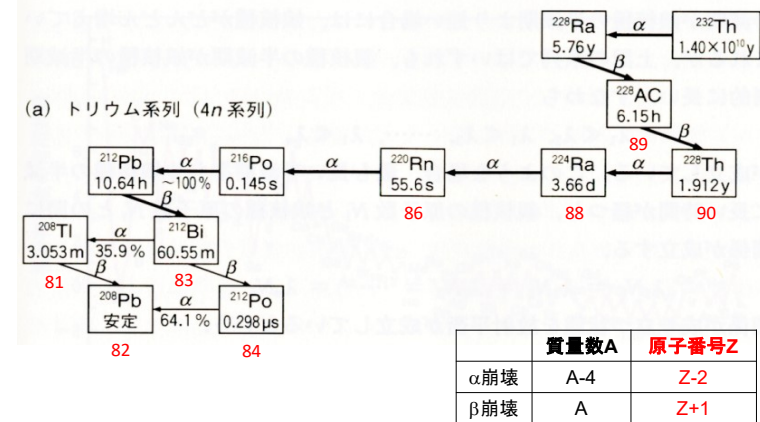 ²²⁸Ra
5.76 y
α
²³²Th
1.40×10¹⁰y
β
²²⁸AC
6.15 h
89
β
(a) トリウム系列（4n 系列）
²¹²Pb
10.64 h
α
~100%
²¹⁶Po
0.145 s
α
²²⁰Rn
55.6 s
α
²²⁴Ra
3.66 d
α
²²⁸Th
1.912 y
86
88
90
β
²⁰⁸Tl
3.053 m
α
35.9 %
²¹²Bi
60.55 m
81
β
83
β
²⁰⁸Pb
安定
α
64.1 %
²¹²Po
0.298 μs
82
84
質量数A 原子番号Z
α崩壊 A-4 Z-2
β崩壊 A Z+1